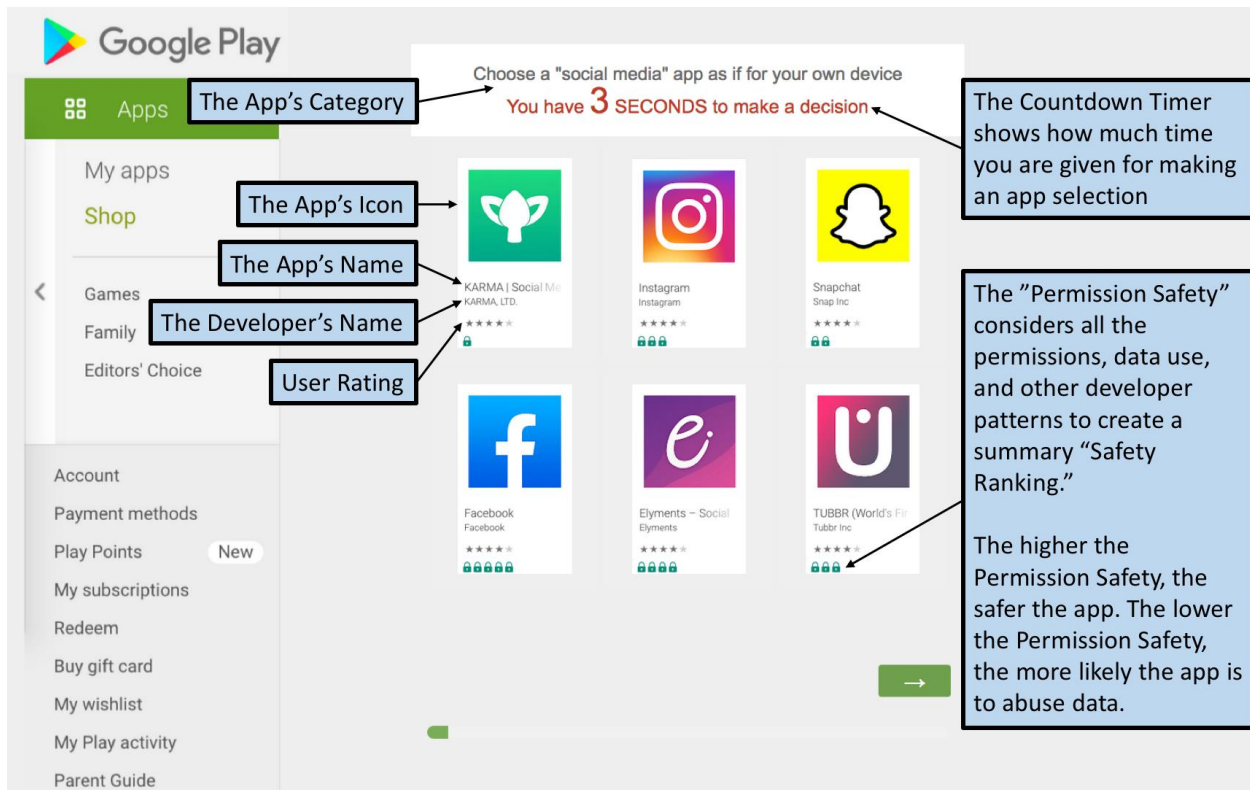 Google Play
Choose a "social media" app as if for your own device
You have 3 SECONDS to make a decision
The App's Category
The Countdown Timer
shows how much time
you are given for making
an app selection
Apps
My apps
Shop
Games
Family
Editors' Choice
The App's Icon
The App's Name
The Developer's Name
User Rating
KARMA | Social Me
KARMA, LTD.
Instagram
Instagram
Snapchat
Snap Inc
Facebook
Facebook
Elyments – Social
Elyments
TUBBR (World's Fir
Tubbr Inc
The "Permission Safety"
considers all the
permissions, data use,
and other developer
patterns to create a
summary "Safety
Ranking."
The higher the
Permission Safety, the
safer the app. The lower
the Permission Safety,
the more likely the app is
to abuse data.
Account
Payment methods
Play Points New
My subscriptions
Redeem
Buy gift card
My wishlist
My Play activity
Parent Guide